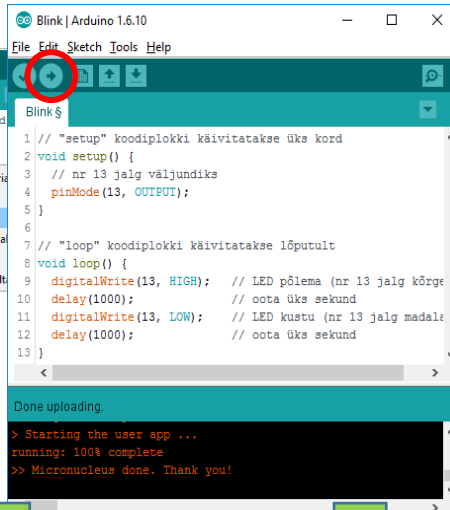 Blink | Arduino 1.6.10
File Edit Sketch Tools Help
Blink §
1 // "setup" koodiplokki käivitatakse üks kord
2 void setup() {
3   // nr 13 jalg väljundiks
4   pinMode(13, OUTPUT);
5 }
6
7 // "loop" koodiplokki käivitatakse lõputult
8 void loop() {
9   digitalWrite(13, HIGH);   // LED põlema (nr 13 jalg kõrge
10   delay(1000);              // oota üks sekund
11   digitalWrite(13, LOW);    // LED kustu (nr 13 jalg madala
12   delay(1000);              // oota üks sekund
13 }
Done uploading.
> Starting the user app ...
running: 100% complete
>> Micronucleus done. Thank you!